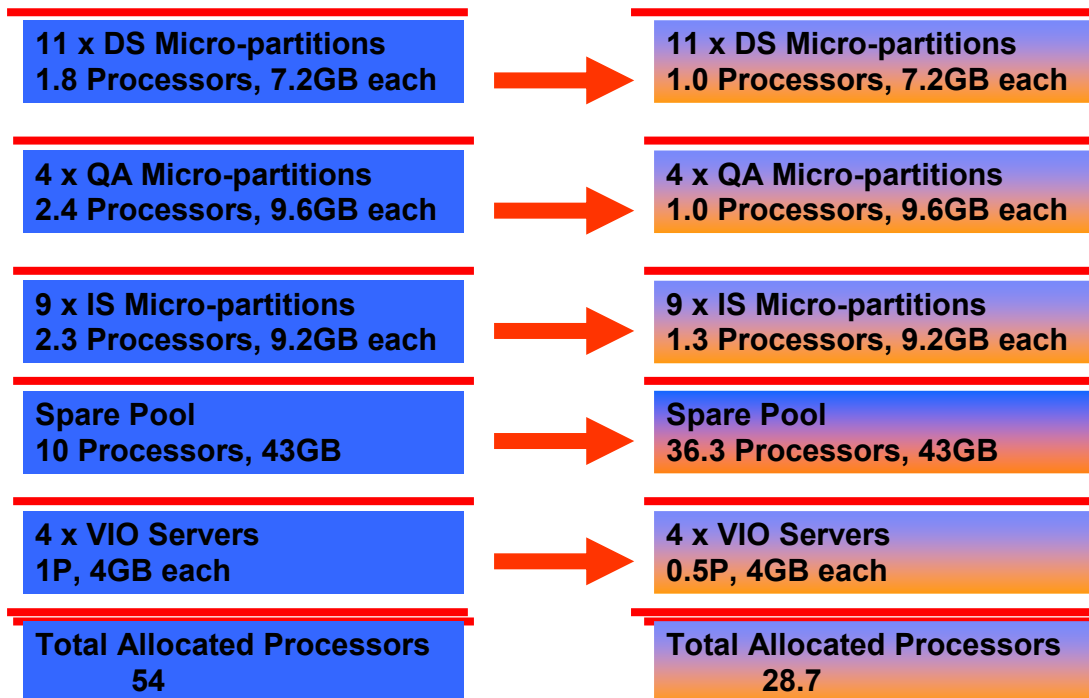 11 x DS Micro-partitions
1.8 Processors, 7.2GB each
11 x DS Micro-partitions
1.0 Processors, 7.2GB each
4 x QA Micro-partitions
2.4 Processors, 9.6GB each
4 x QA Micro-partitions
1.0 Processors, 9.6GB each
9 x IS Micro-partitions
2.3 Processors, 9.2GB each
9 x IS Micro-partitions
1.3 Processors, 9.2GB each
Spare Pool
10 Processors, 43GB
Spare Pool
36.3 Processors, 43GB
4 x VIO Servers
1P, 4GB each
4 x VIO Servers
0.5P, 4GB each
Total Allocated Processors
54
Total Allocated Processors
28.7